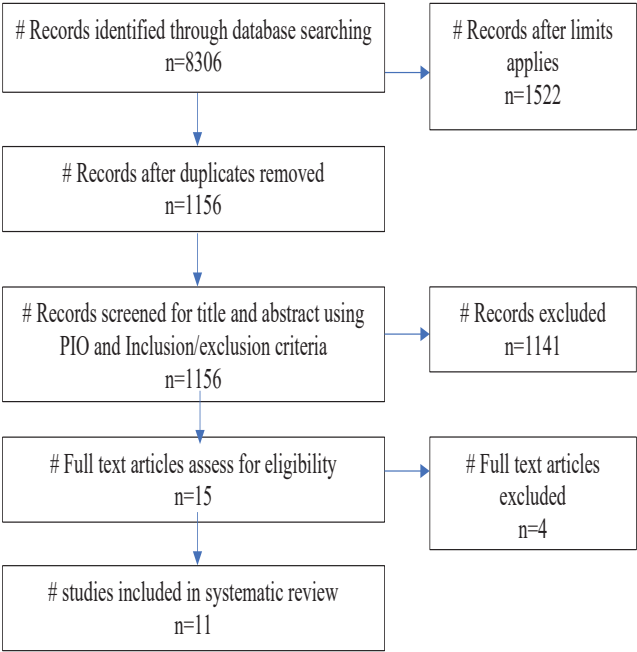 # Records identified through database searching
n=8306
# Records after limits
applies
n=1522
# Records after duplicates removed
n=1156
# Records screened for title and abstract using
PIO and Inclusion/exclusion criteria
n=1156
# Records excluded
n=1141
# Full text articles assess for eligibility
n=15
# Full text articles
excluded
n=4
# studies included in systematic review
n=11